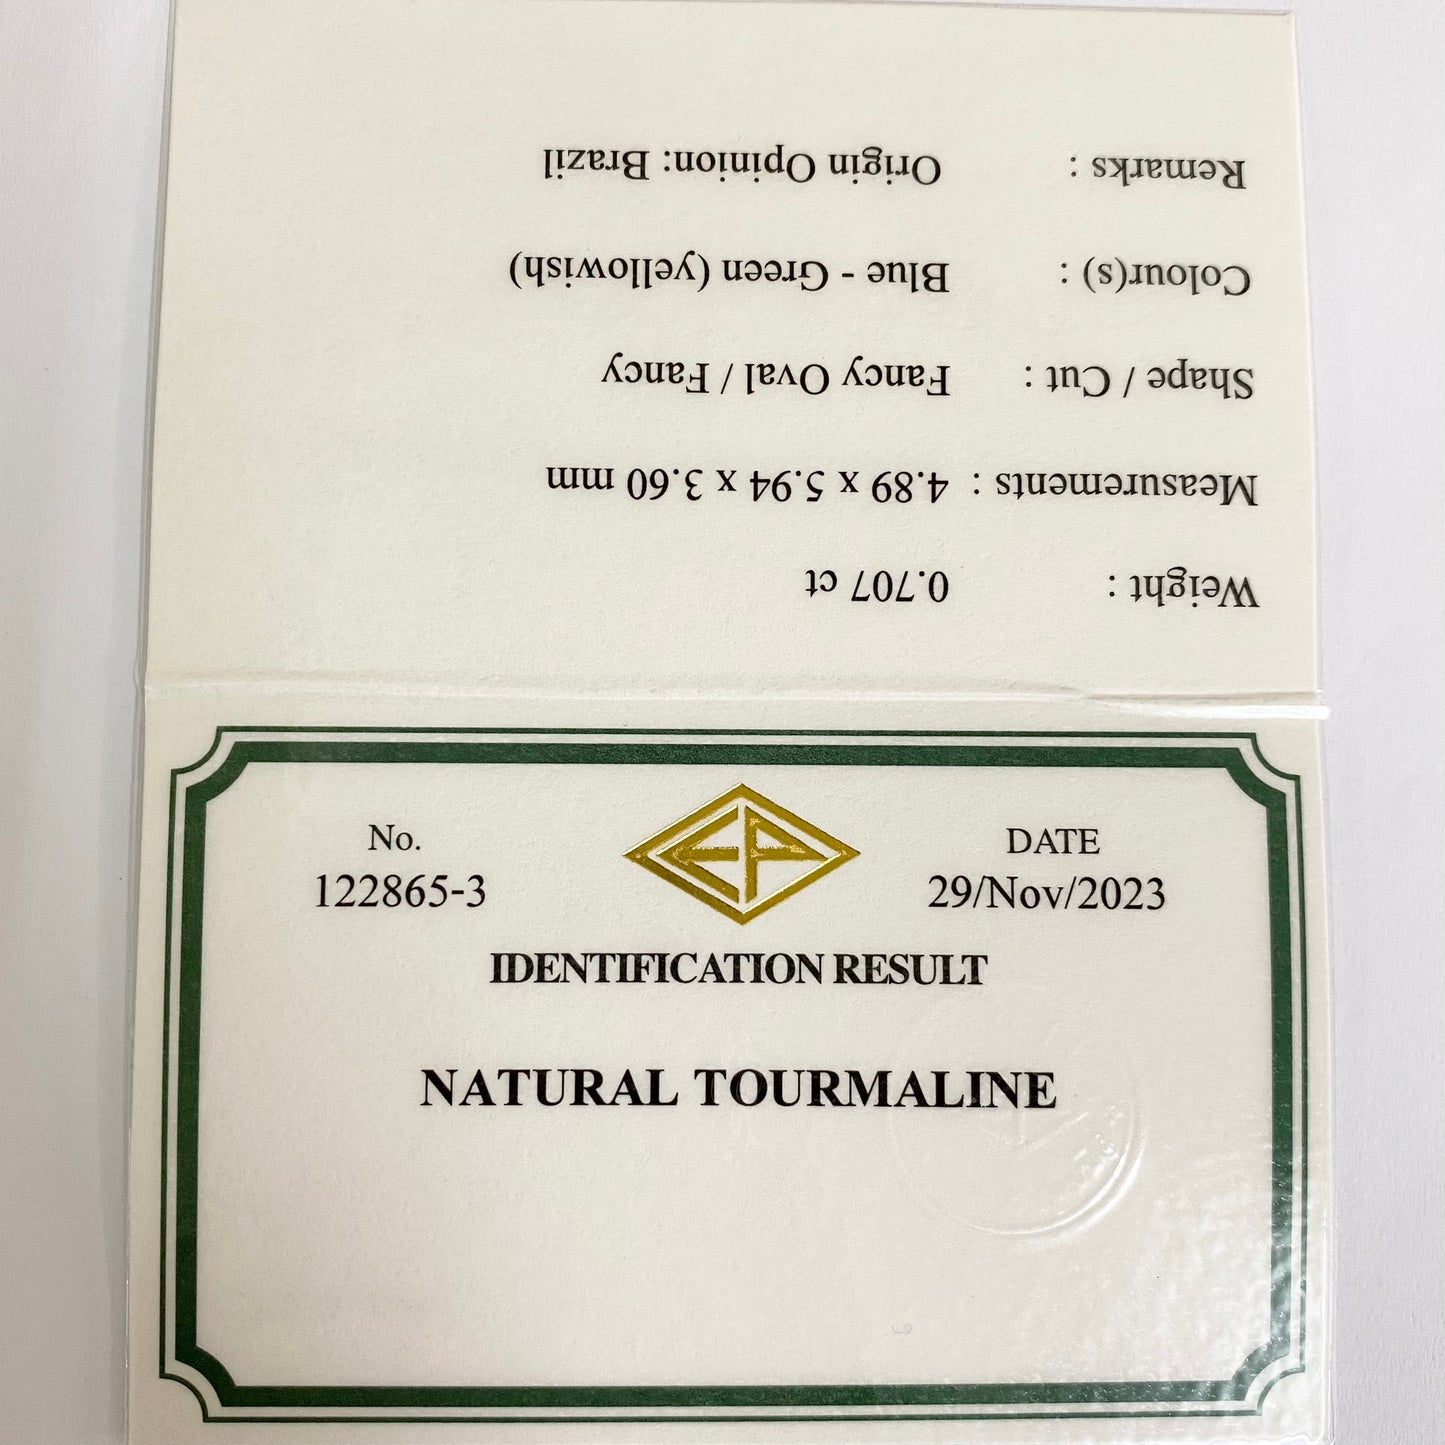 No.
122865-3
EP
DATE
29/Nov/2023
IDENTIFICATION RESULT
NATURAL TOURMALINE
Weight : 0.707 ct
Measurements : 4.89 x 5.94 x 3.60 mm
Shape / Cut : Fancy Oval / Fancy
Colour(s) : Blue - Green (yellowish)
Remarks : Origin Opinion: Brazil